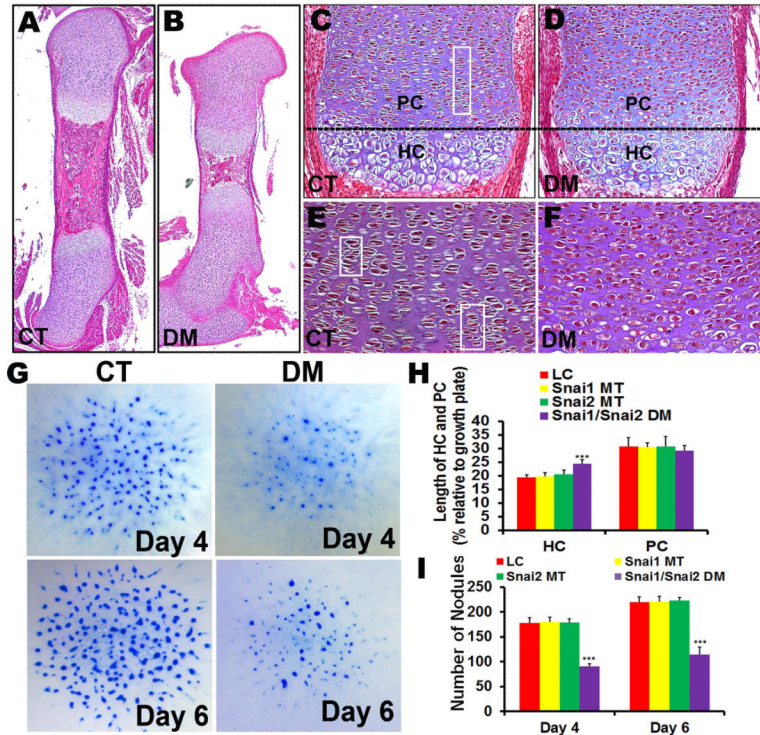 A
CT
B
DM
C
PC
HC
CT
D
PC
HC
DM
E
CT
F
DM
G
CT
DM
Day 4
Day 4
Day 6
Day 6
H
LC
Snai1 MT
Snai2 MT
Snai1/Snai2 DM
Length of HC and PC
(% relative to growth plate)
40
35
30
25
20
15
10
5
0
***
HC
PC
I
LC
Snai1 MT
Snai2 MT
Snai1/Snai2 DM
Number of Nodules
250
200
150
100
50
0
***
***
Day 4
Day 6